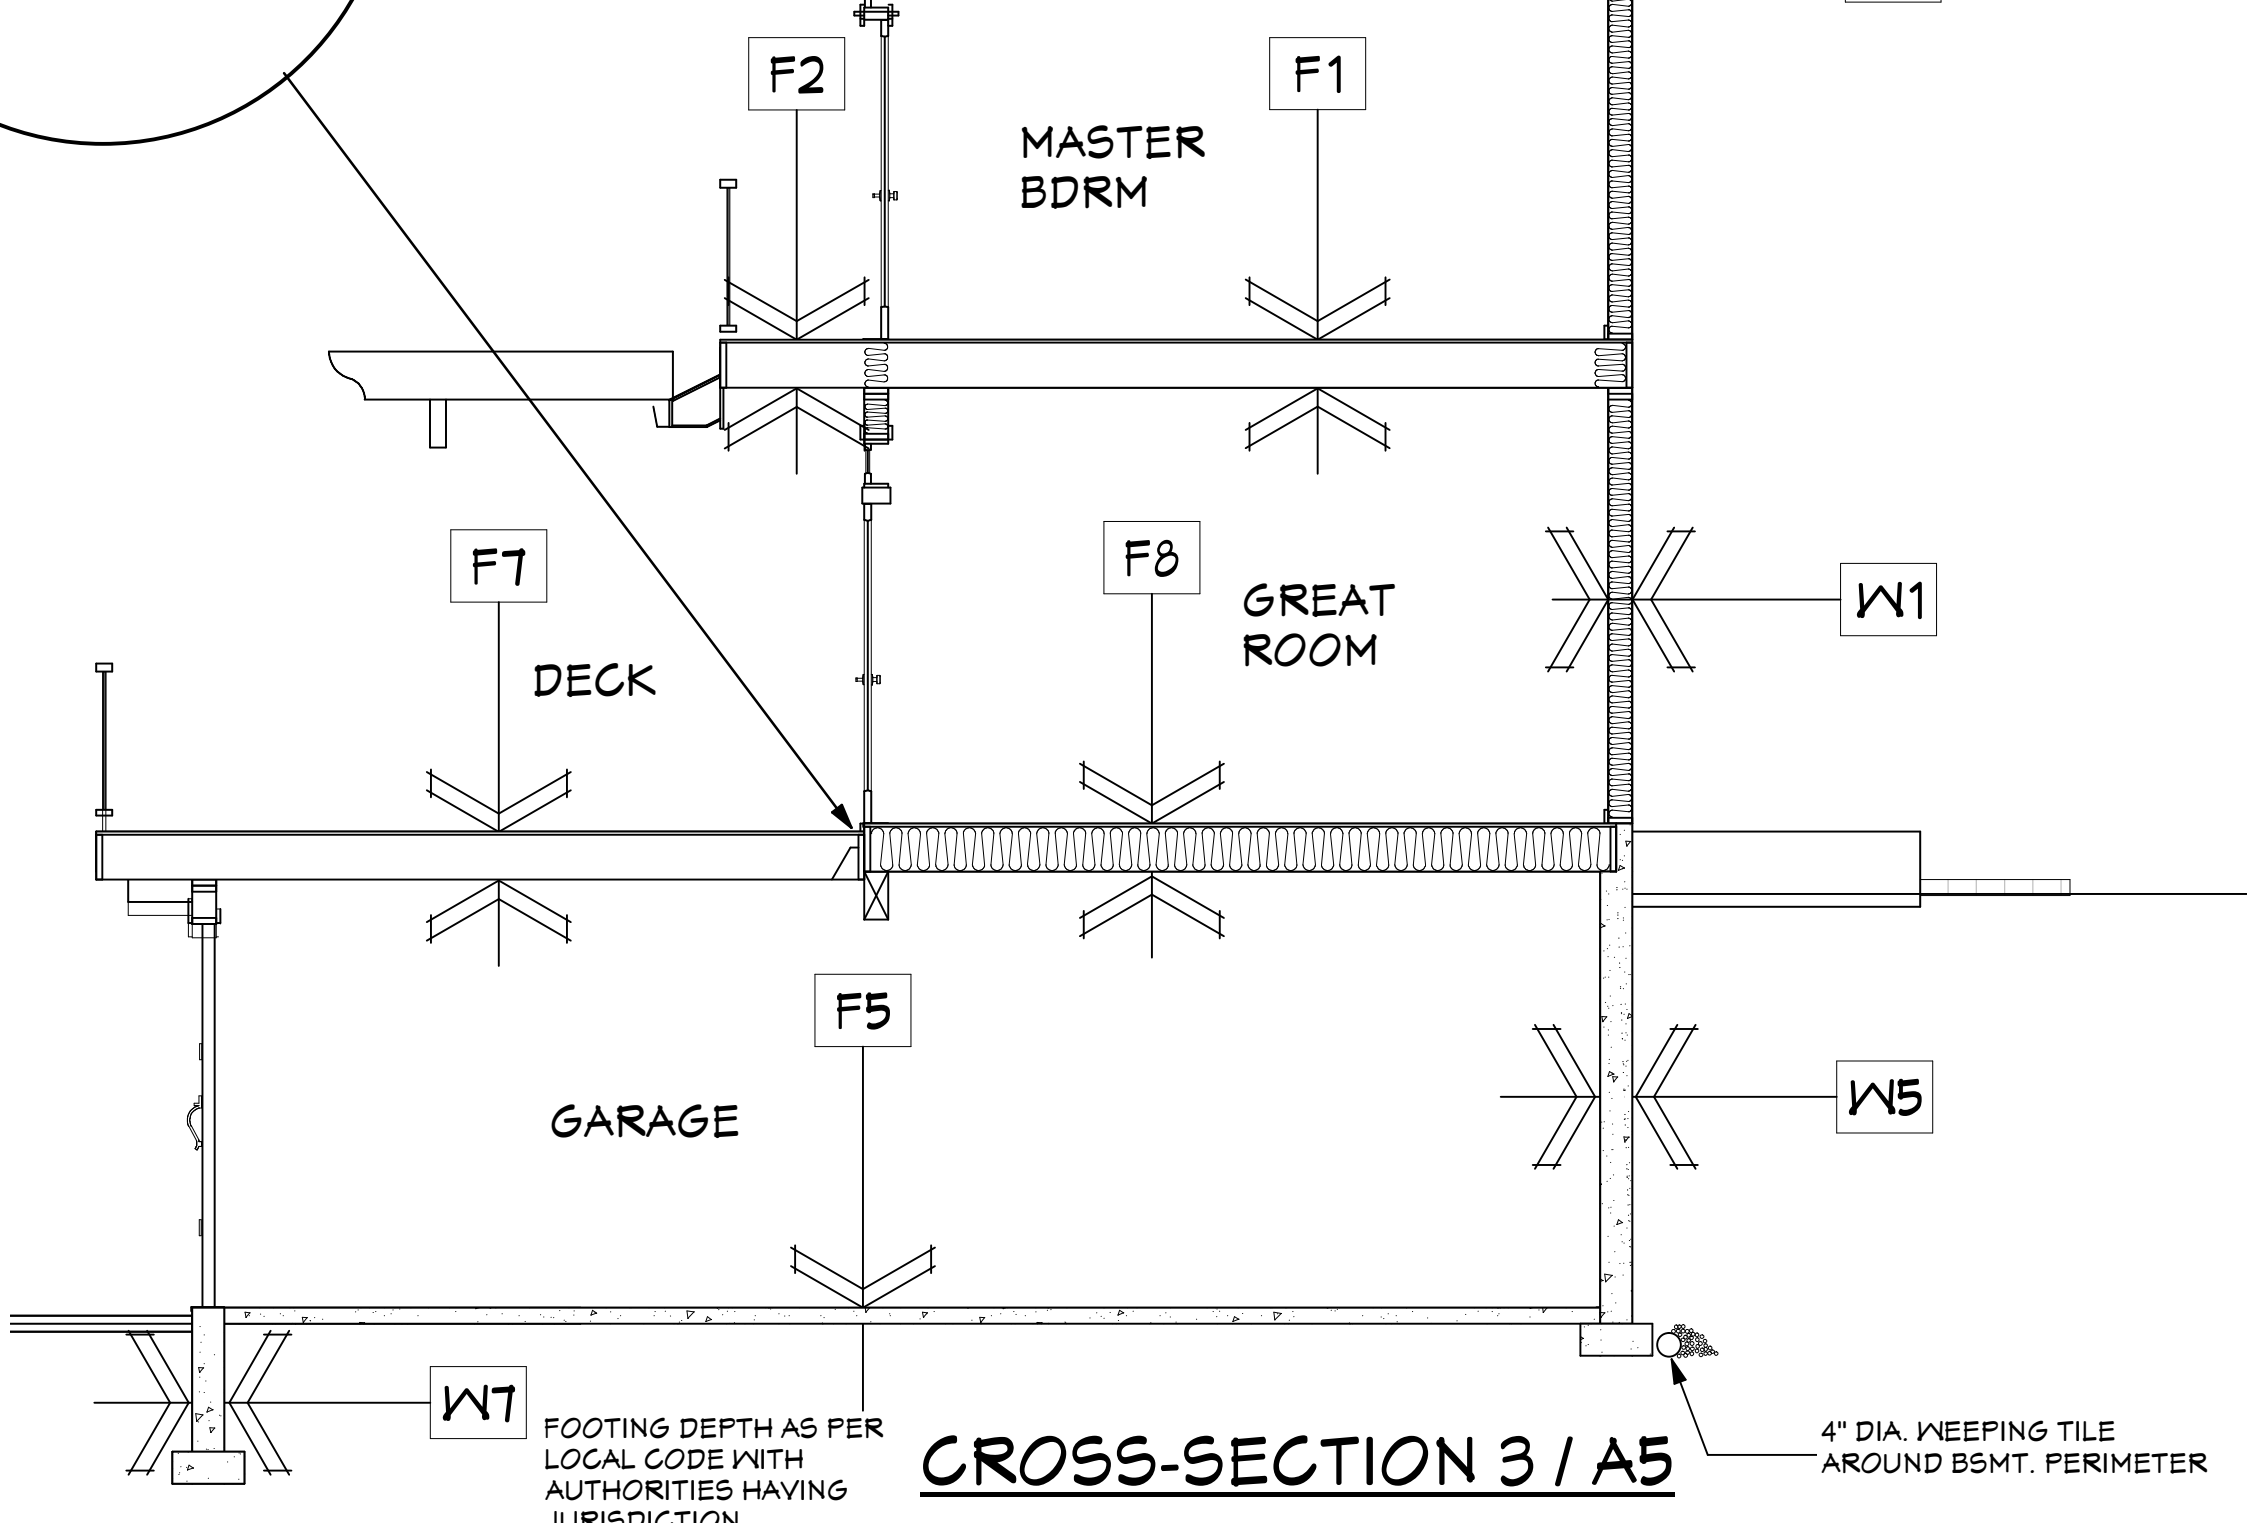 F2
F1
MASTER
BDRM
F7
F8
GREAT
ROOM
W1
DECK
F5
W5
GARAGE
W7
FOOTING DEPTH AS PER
LOCAL CODE WITH
AUTHORITIES HAVING
JURISDICTION
CROSS-SECTION 3 / A5
4" DIA. WEEPING TILE
AROUND BSMT. PERIMETER